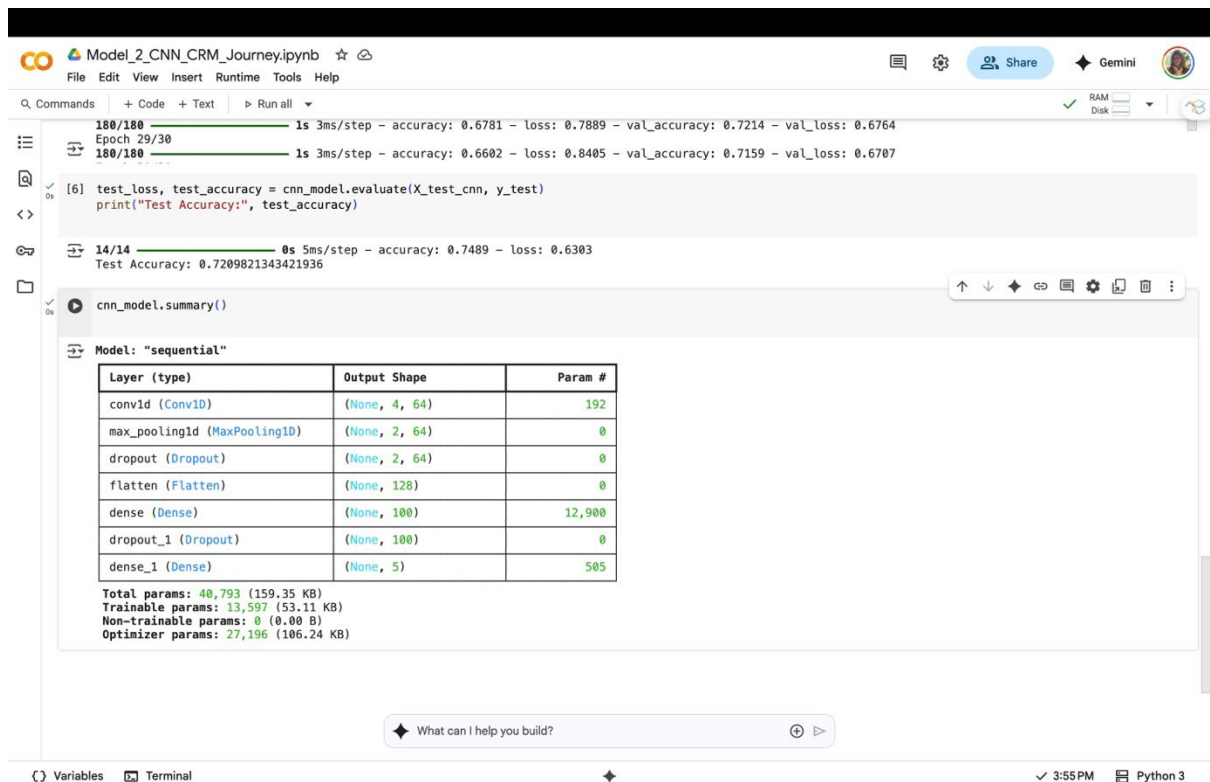 CO Model_2_CNN_CRM_Journey.ipynb
Share
Gemini
File Edit View Insert Runtime Tools Help
Commands + Code + Text Run all
RAM
Disk
180/180 1s 3ms/step - accuracy: 0.6781 - loss: 0.7889 - val_accuracy: 0.7214 - val_loss: 0.6764
Epoch 29/30
180/180 1s 3ms/step - accuracy: 0.6602 - loss: 0.8405 - val_accuracy: 0.7159 - val_loss: 0.6707
0s [6] test_loss, test_accuracy = cnn_model.evaluate(X_test_cnn, y_test)
print("Test Accuracy:", test_accuracy)
14/14 0s 5ms/step - accuracy: 0.7489 - loss: 0.6303
Test Accuracy: 0.7209821343421936
0s cnn_model.summary()
Model: "sequential"
Layer (type) Output Shape Param #
conv1d (Conv1D) (None, 4, 64) 192
max_pooling1d (MaxPooling1D) (None, 2, 64) 0
dropout (Dropout) (None, 2, 64) 0
flatten (Flatten) (None, 128) 0
dense (Dense) (None, 100) 12,900
dropout_1 (Dropout) (None, 100) 0
dense_1 (Dense) (None, 5) 505
Total params: 40,793 (159.35 KB)
Trainable params: 13,597 (53.11 KB)
Non-trainable params: 0 (0.00 B)
Optimizer params: 27,196 (106.24 KB)
What can I help you build?
{} Variables Terminal 3:55 PM Python 3